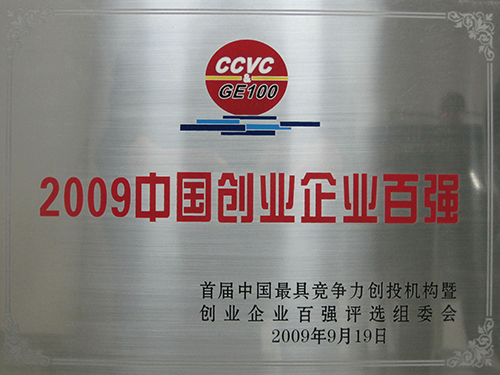 CCVC
&
GE100
2009中国创业企业百强
首届中国最具竞争力创投机构暨
创业企业百强评选组委会
2009年9月19日